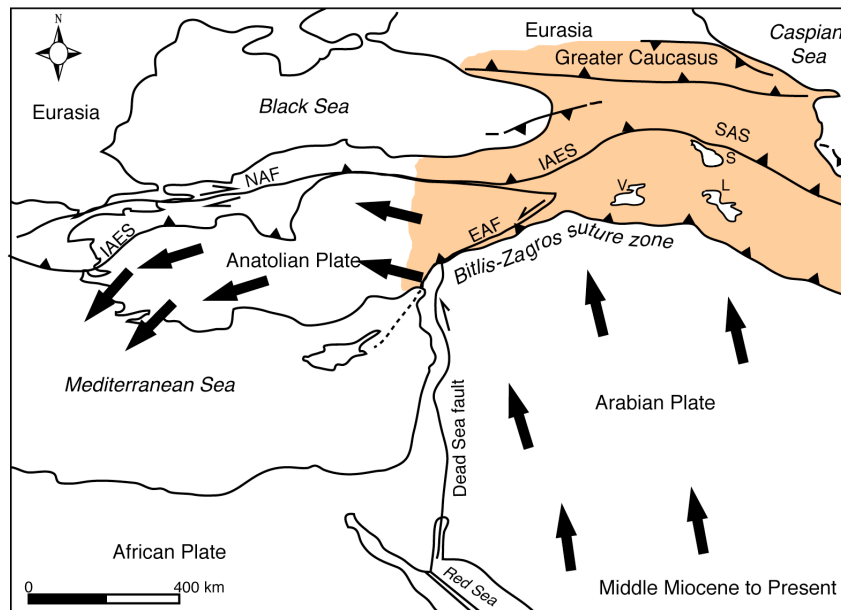 N
Eurasia
Caspian
Sea
Greater Caucasus
Black Sea
Eurasia
SAS
IAES
S
NAF
V
L
EAF
IAES
Bitlis-Zagros suture zone
Anatolian Plate
Mediterranean Sea
Arabian Plate
Dead Sea fault
African Plate
Red Sea
0
400 km
Middle Miocene to Present